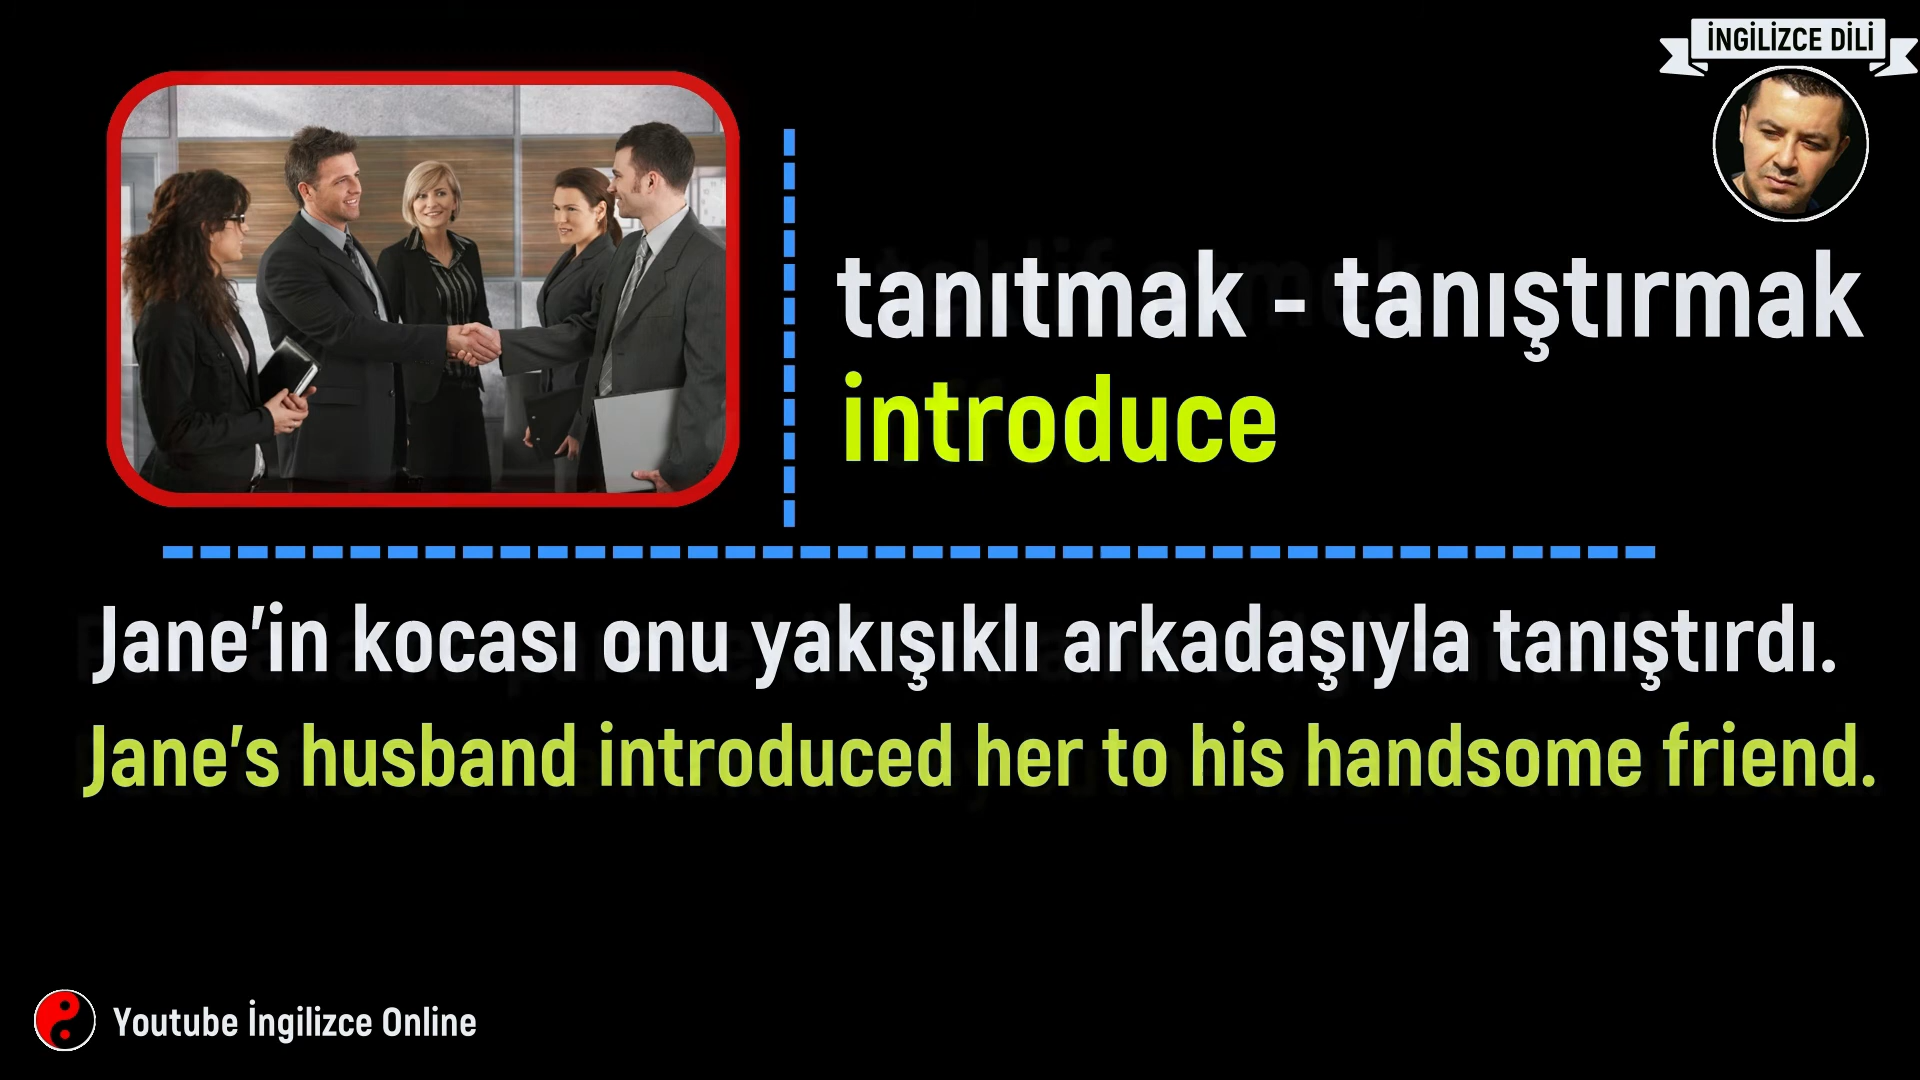 İNGİLİZCE DİLİ
tanıtmak - tanıştırmak
introduce
Jane'in kocası onu yakışıklı arkadaşıyla tanıştırdı.
Jane's husband introduced her to his handsome friend.
Youtube İngilizce Online